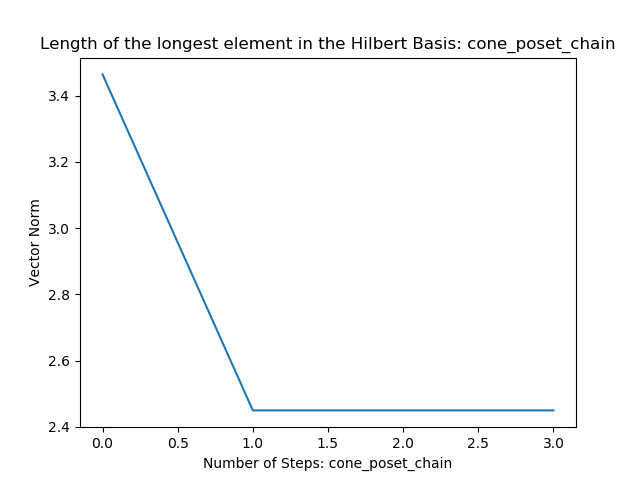 Length of the longest element in the Hilbert Basis: cone_poset_chain
3.4
3.2
3.0
2.8
2.6
2.4
Vector Norm
0.0 0.5 1.0 1.5 2.0 2.5 3.0
Number of Steps: cone_poset_chain